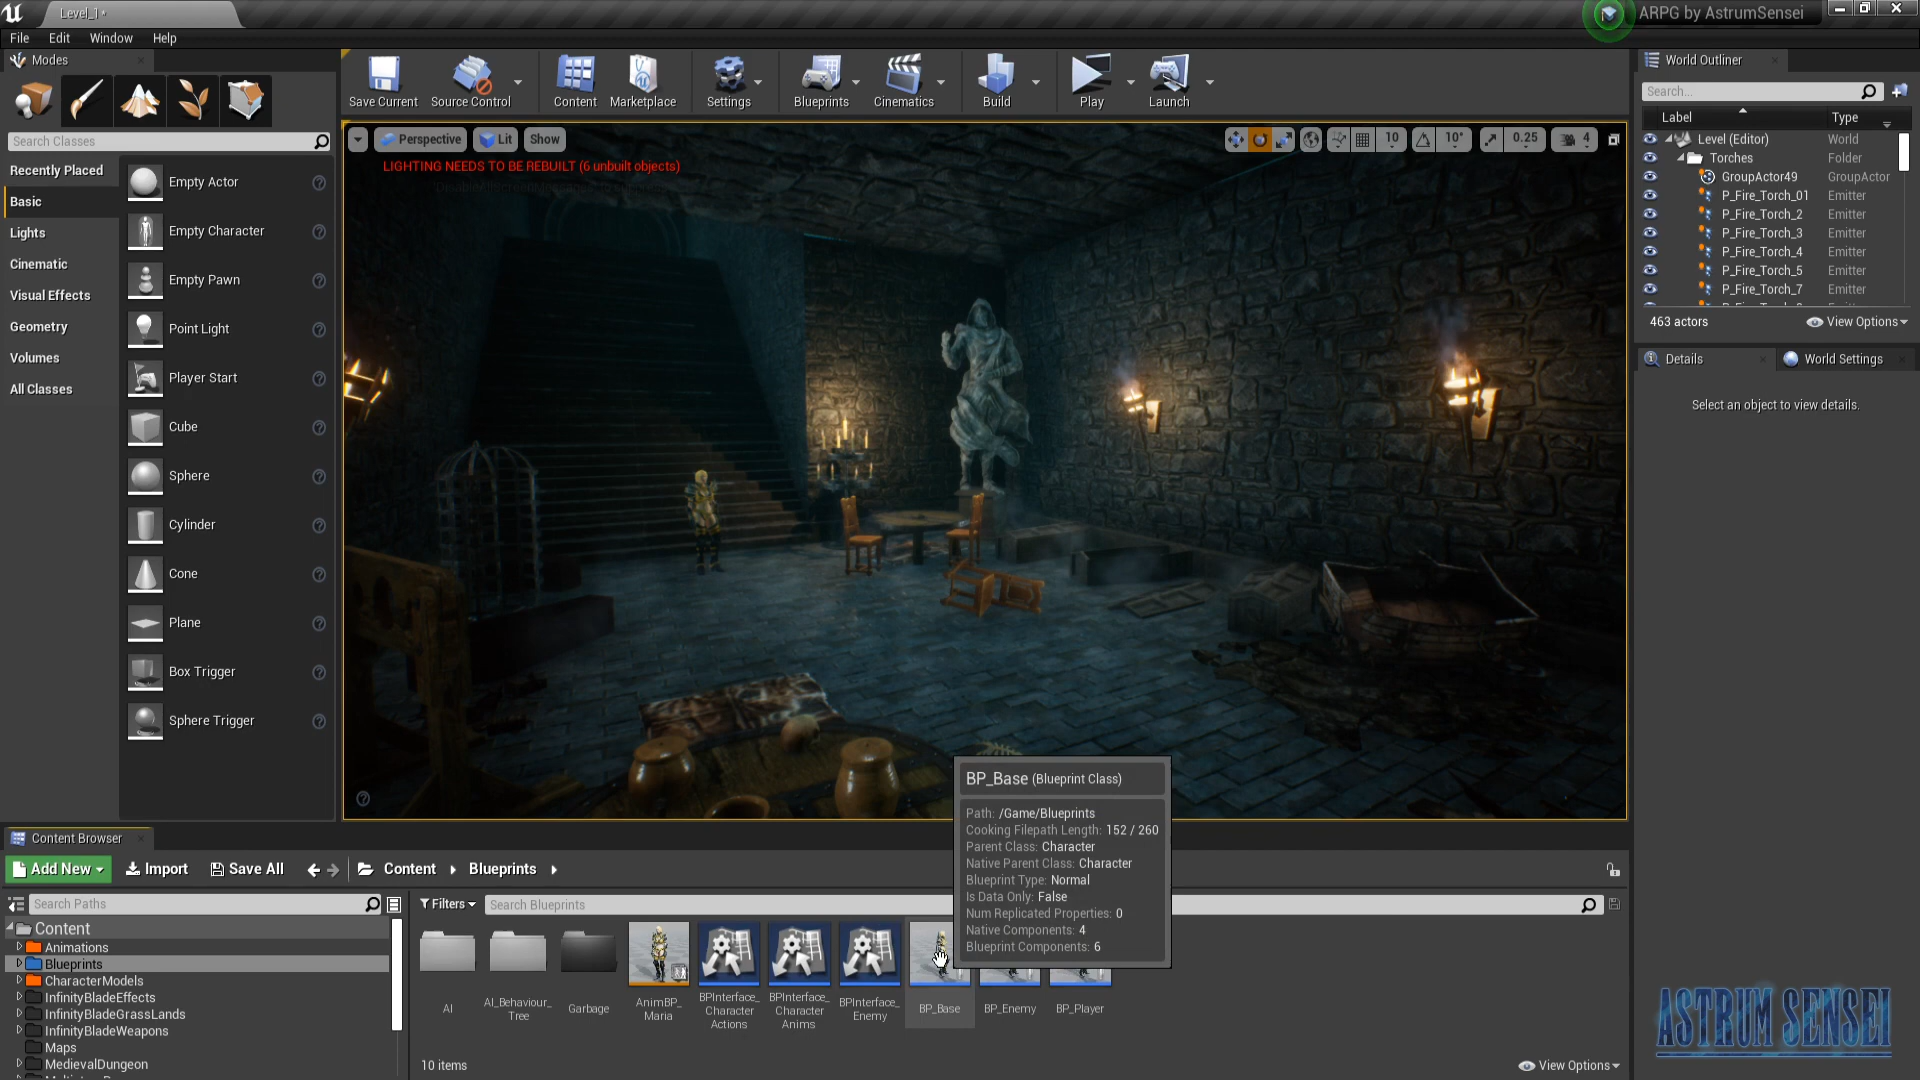 Level_1*
ARPG by AstrumSensei
File Edit Window Help
Modes
Save Current
Source Control
Content
Marketplace
Settings
Blueprints
Cinematics
Build
Play
Launch
Search Classes
Recently Placed
Basic
Lights
Cinematic
Visual Effects
Geometry
Volumes
All Classes
Empty Actor
Empty Character
Empty Pawn
Point Light
Player Start
Cube
Sphere
Cylinder
Cone
Plane
Box Trigger
Sphere Trigger
Perspective
Lit
Show
10
10°
0.25
4
LIGHTING NEEDS TO BE REBUILT (6 unbuilt objects)
World Outliner
Search...
Label Type
Level (Editor) World
Torches Folder
GroupActor49 GroupActor
P_Fire_Torch_01 Emitter
P_Fire_Torch_2 Emitter
P_Fire_Torch_3 Emitter
P_Fire_Torch_4 Emitter
P_Fire_Torch_5 Emitter
P_Fire_Torch_7 Emitter
463 actors
View Options
Details
World Settings
Select an object to view details.
BP_Base (Blueprint Class)
Path: /Game/Blueprints
Cooking Filepath Length: 152 / 260
Parent Class: Character
Native Parent Class: Character
Blueprint Type: Normal
Is Data Only: False
Num Replicated Properties: 0
Native Components: 4
Blueprint Components: 6
Content Browser
Add New
Import
Save All
Content
Blueprints
Search Paths
Filters
Search Blueprints
Content
Animations
Blueprints
CharacterModels
InfinityBladeEffects
InfinityBladeGrassLands
InfinityBladeWeapons
Maps
MedievalDungeon
AI
AI_Behaviour_
Tree
Garbage
AnimBP_
Maria
BPInterface_
Character
Actions
BPInterface_
Character
Anims
BPInterface_
Enemy
BP_Base
BP_Enemy
BP_Player
10 items
View Options
ASTRUM SENSEI